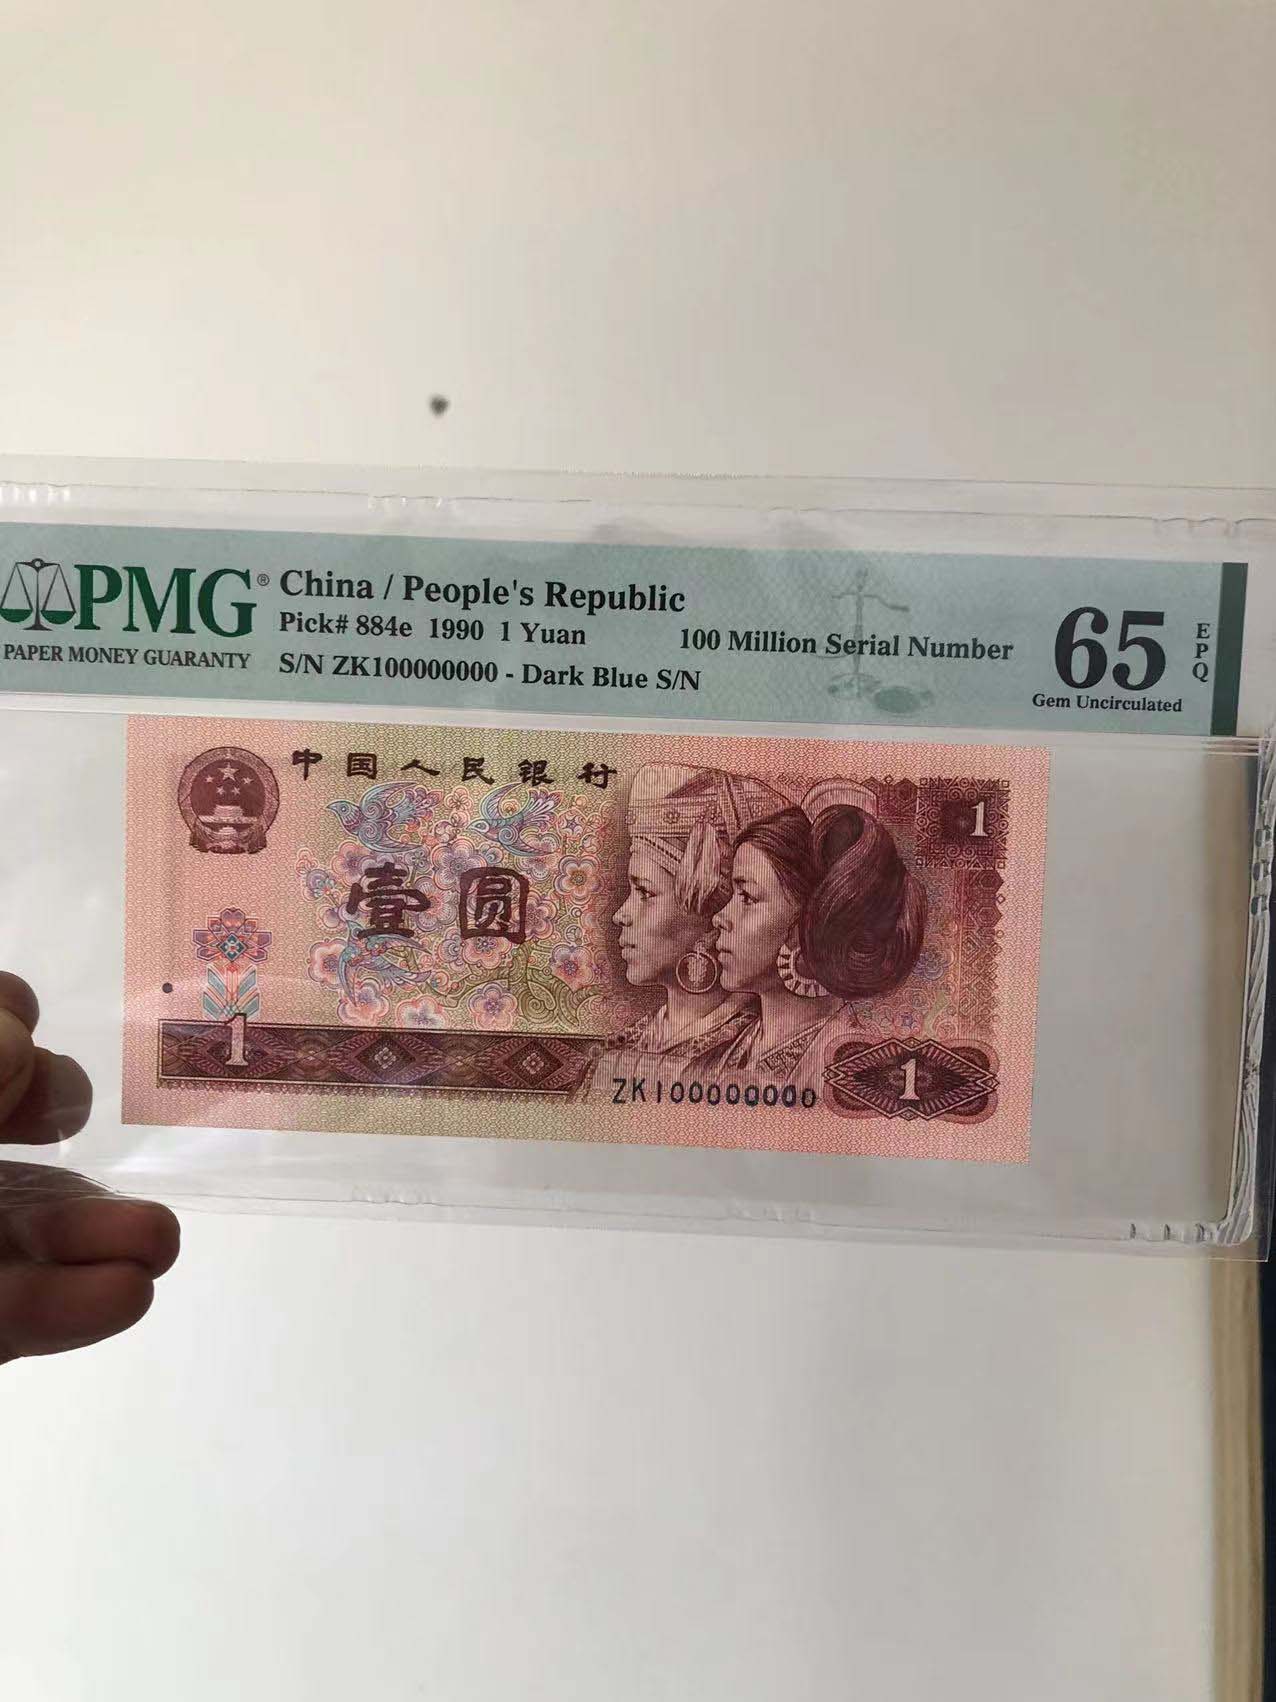 PMG®
PAPER MONEY GUARANTY
China / People's Republic
Pick# 884e 1990 1 Yuan
100 Million Serial Number
S/N ZK100000000 - Dark Blue S/N
65
EPQ
Gem Uncirculated
中国人民银行
1
壹圆
1
ZK100000000
1